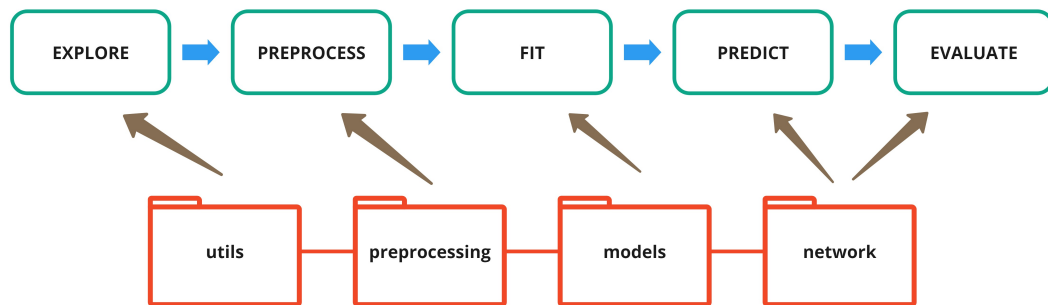 EXPLORE
PREPROCESS
FIT
PREDICT
EVALUATE
utils
preprocessing
models
network